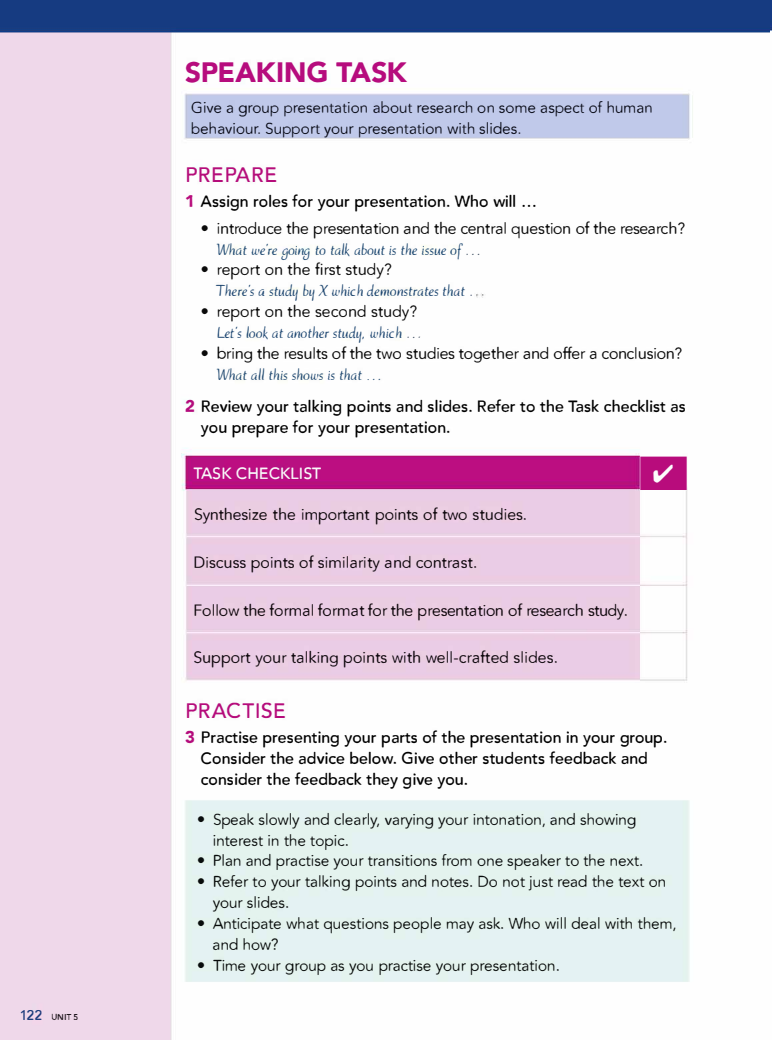 SPEAKING TASK
Give a group presentation about research on some aspect of human
behaviour. Support your presentation with slides.
PREPARE
1 Assign roles for your presentation. Who will …
• introduce the presentation and the central question of the research?
What we're going to talk about is the issue of …
• report on the first study?
There's a study by X which demonstrates that …
• report on the second study?
Let's look at another study, which …
• bring the results of the two studies together and offer a conclusion?
What all this shows is that …
2 Review your talking points and slides. Refer to the Task checklist as
you prepare for your presentation.
TASK CHECKLIST ✔
Synthesize the important points of two studies.
Discuss points of similarity and contrast.
Follow the formal format for the presentation of research study.
Support your talking points with well-crafted slides.
PRACTISE
3 Practise presenting your parts of the presentation in your group.
Consider the advice below. Give other students feedback and
consider the feedback they give you.
• Speak slowly and clearly, varying your intonation, and showing
interest in the topic.
• Plan and practise your transitions from one speaker to the next.
• Refer to your talking points and notes. Do not just read the text on
your slides.
• Anticipate what questions people may ask. Who will deal with them,
and how?
• Time your group as you practise your presentation.
122 UNIT 5